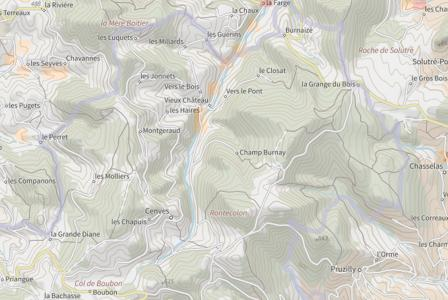 488
les Terreaux
la Rivière
la Mère Boitier
la Chaux
la Farge
les Luquets
les Millards
les Guérins
Burnaize
Roche de Solutré
les Seyves
Chavannes
Solutré-Po
le Gros Bois
les Jonnets
le Closat
Vers le Bois
Vers le Pont
la Grange du Bois
les Pugets
Vieux Château
les Haires
le Perret
Montgeraud
Champ Burnay
Chasselas
les Companons
les Molliers
Cenves
Rontecolon
les Chapuis
les Correaux
la Grande Diane
les Charm
l'Orme
Pruzilly
Priangue
Col de Boubon
Boubon
la Bachasse